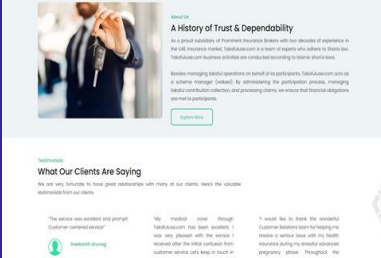 About Us
A History of Trust & Dependability
As a proud subsidiary of Prominent Insurance Brokers with two decades of experience in
the UAE insurance market, Takafuluae.com is a team of experts who adhere to Sharia law.
Takafuluae.com business activities are conducted according to Islamic Sharia laws.
Besides managing takaful operations on behalf of its participants, Takafuluae.com acts as
a scheme manager (wakeel). By administering the participation process, managing
takaful contribution collection, and processing claims, we ensure that financial obligations
are met to participants.
Explore More
Testimonials
What Our Clients Are Saying
We are very fortunate to have great relationships with many of our clients. Here's the valuable
testimonials from our clients.
"The service was excellent and prompt!
Customer centered service!"
Neekanth Anurag
"My medical cover through
Takafuluae.com has been excellent. I
was very pleased with the service I
received after the initial confusion from
customer service. Let's keep in touch in
"I would like to thank the wonderful
Customer Relations team for helping me
resolve a serious issue with my health
insurance during my stressful advanced
pregnancy phase. Throughout the